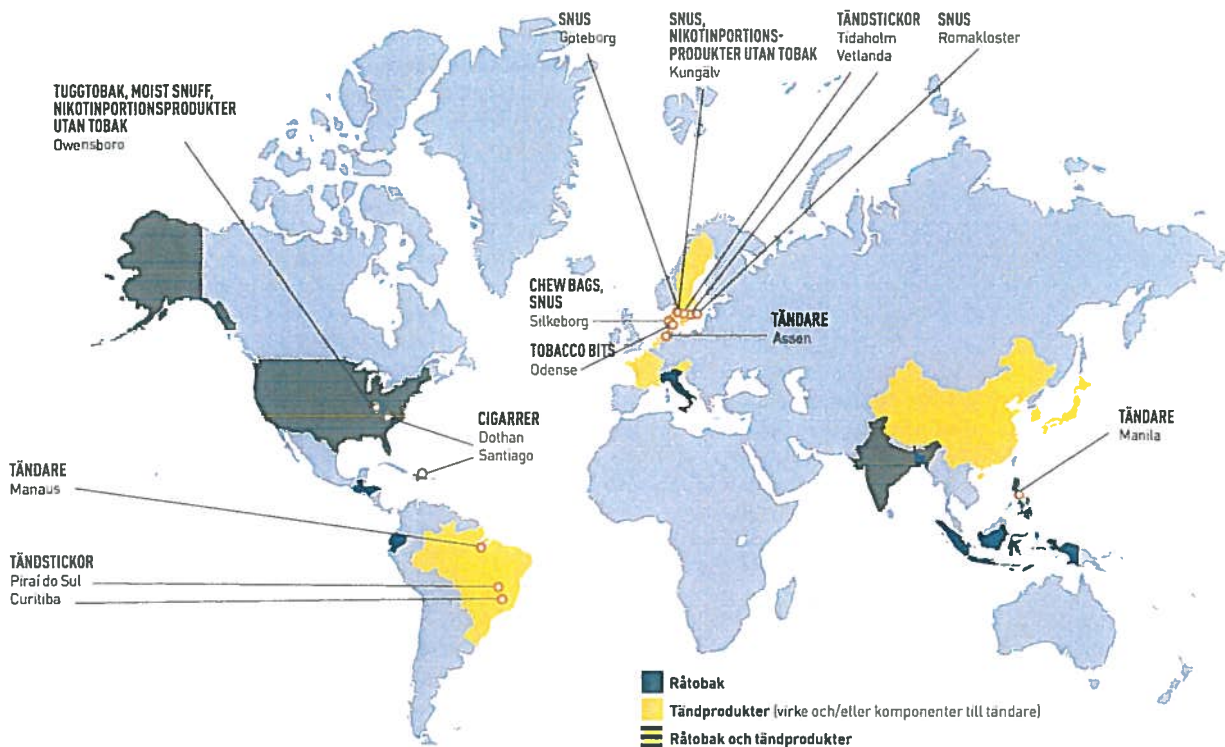 SNUS
Göteborg
SNUS,
NIKOTINPORTIONS-
PRODUKTER UTAN TOBAK
Kungälv
TÄNDSTICKOR
Tidaholm
Vetlanda
SNUS
Romakloster
TUGGTOBAK, MOIST SNUFF,
NIKOTINPORTIONSPRODUKTER
UTAN TOBAK
Owensboro
CHEW BAGS,
SNUS
Silkeborg
TOBACCO BITS
Odense
TÄNDARE
Assen
CIGARRER
Dothan
Santiago
TÄNDARE
Manila
TÄNDARE
Manaus
TÄNDSTICKOR
Piraí do Sul
Curitiba
Råtobak
Tändprodukter (virke och/eller komponenter till tändare)
Råtobak och tändprodukter